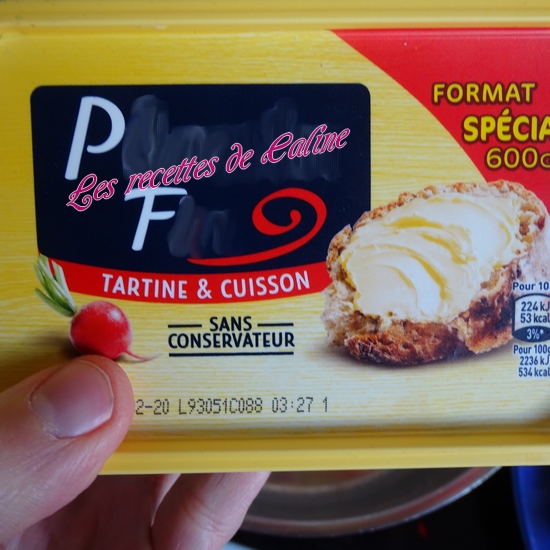 P
Les recettes de Caline
F
TARTINE & CUISSON
SANS
CONSERVATEUR
2-20 L93051C088 03:27 1
FORMAT
SPÉCIA
600
Pour 10
224 kJ
53 kcal
3%*
Pour 100
2236 kJ
534 kcal